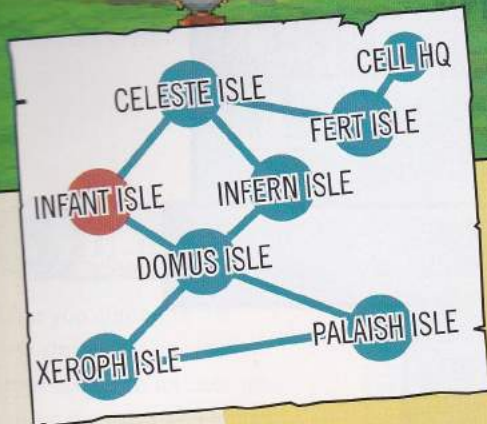 CELL HQ
CELESTE ISLE
FERT ISLE
INFANT ISLE
INFERN ISLE
DOMUS ISLE
PALAISH ISLE
XEROPH ISLE